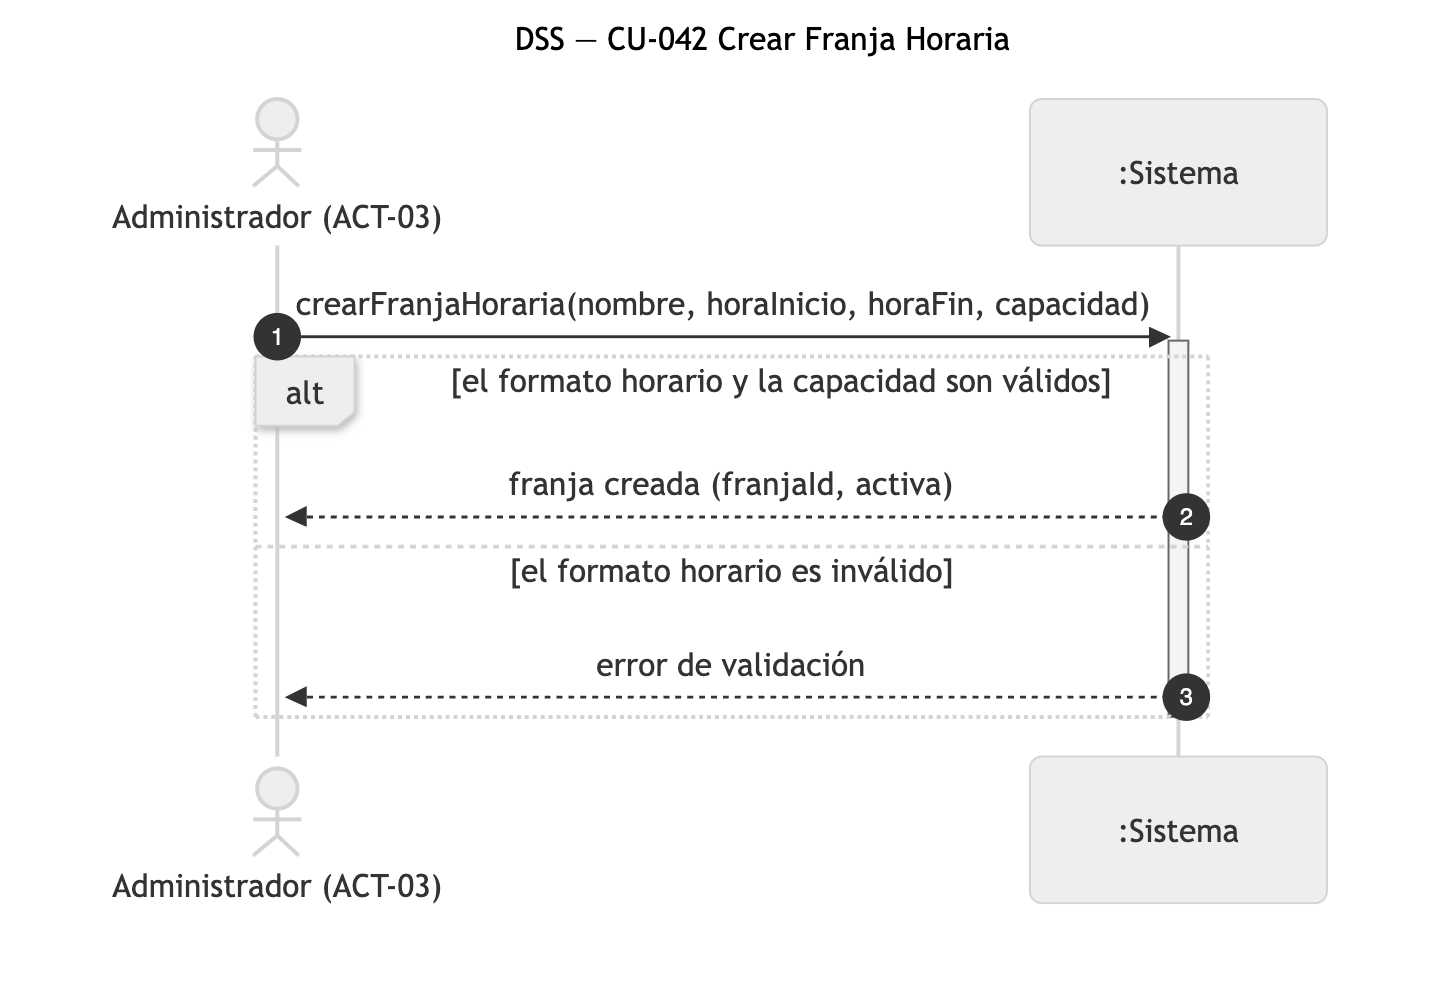 DSS — CU-042 Crear Franja Horaria
:Sistema
Administrador (ACT-03)
crearFranjaHoraria(nombre, horaInicio, horaFin, capacidad)
1
alt
[el formato horario y la capacidad son válidos]
franja creada (franjaId, activa)
2
[el formato horario es inválido]
error de validación
3
:Sistema
Administrador (ACT-03)